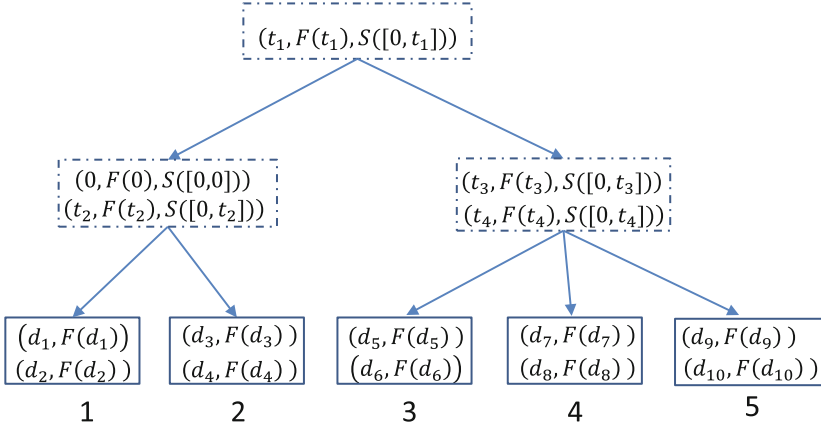 (t₁, F(t₁), S([0, t₁]))
(0, F(0), S([0,0]))
(t₂, F(t₂), S([0, t₂]))
(t₃, F(t₃), S([0, t₃]))
(t₄, F(t₄), S([0, t₄]))
(d₁, F(d₁))
(d₂, F(d₂) )
(d₃, F(d₃) )
(d₄, F(d₄) )
(d₅, F(d₅) )
(d₆, F(d₆))
(d₇, F(d₇) )
(d₈, F(d₈) )
(d₉, F(d₉) )
(d₁₀, F(d₁₀) )
1
2
3
4
5